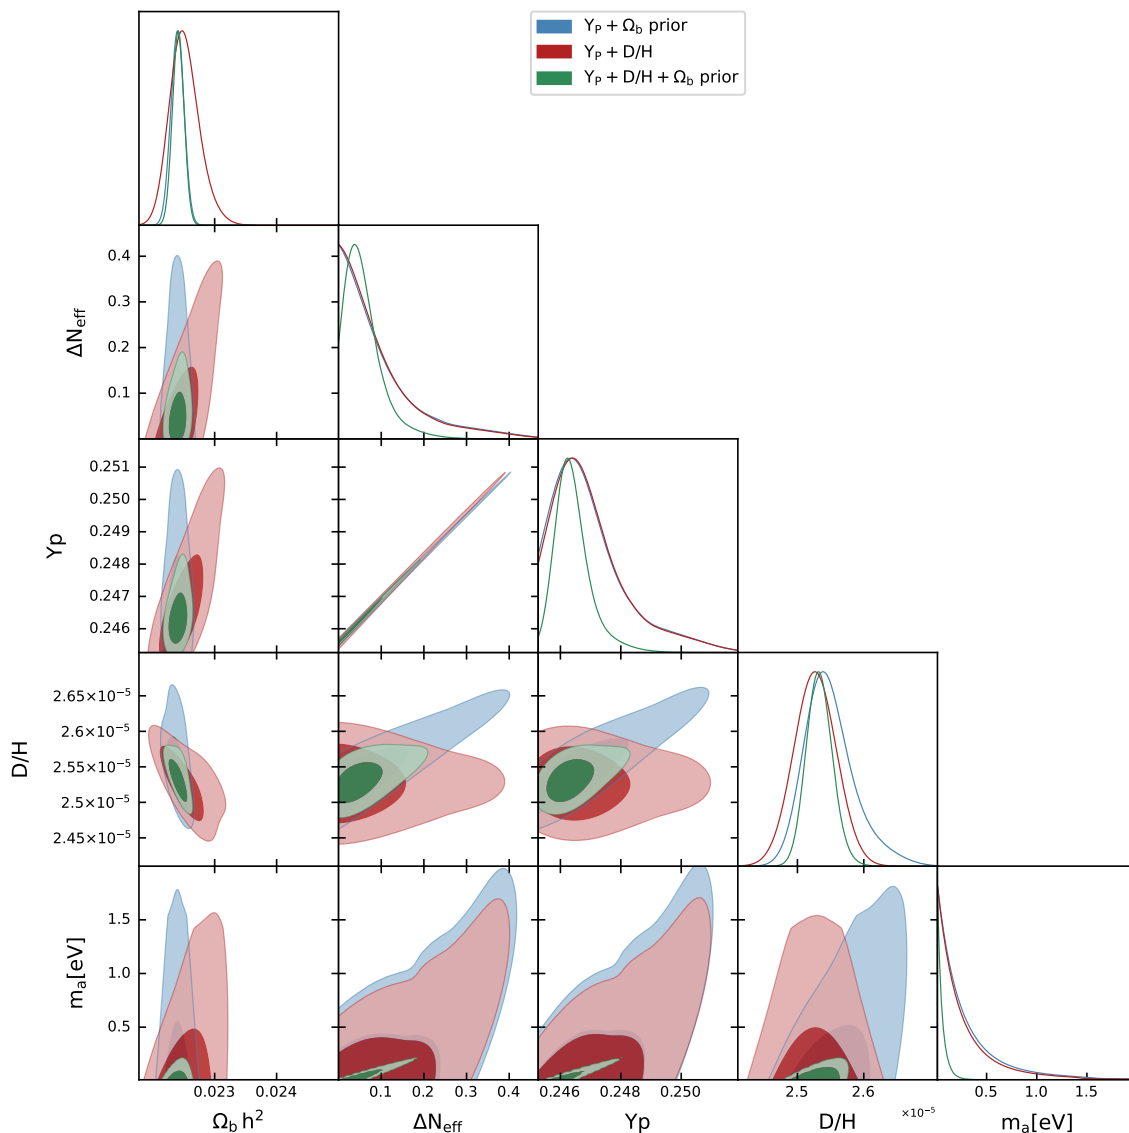 Y_P + Ω_b prior
Y_P + D/H
Y_P + D/H + Ω_b prior
0.4
0.3
0.2
0.1
ΔN_eff
0.251
0.250
0.249
0.248
0.247
0.246
Yp
2.65×10⁻⁵
2.6×10⁻⁵
2.55×10⁻⁵
2.5×10⁻⁵
2.45×10⁻⁵
D/H
1.5
1.0
0.5
m_a[eV]
0.023 0.024
0.1 0.2 0.3 0.4
0.246 0.248 0.250
2.5 2.6
0.5 1.0 1.5
×10⁻⁵
Ω_b h²
ΔN_eff
Yp
D/H
m_a[eV]